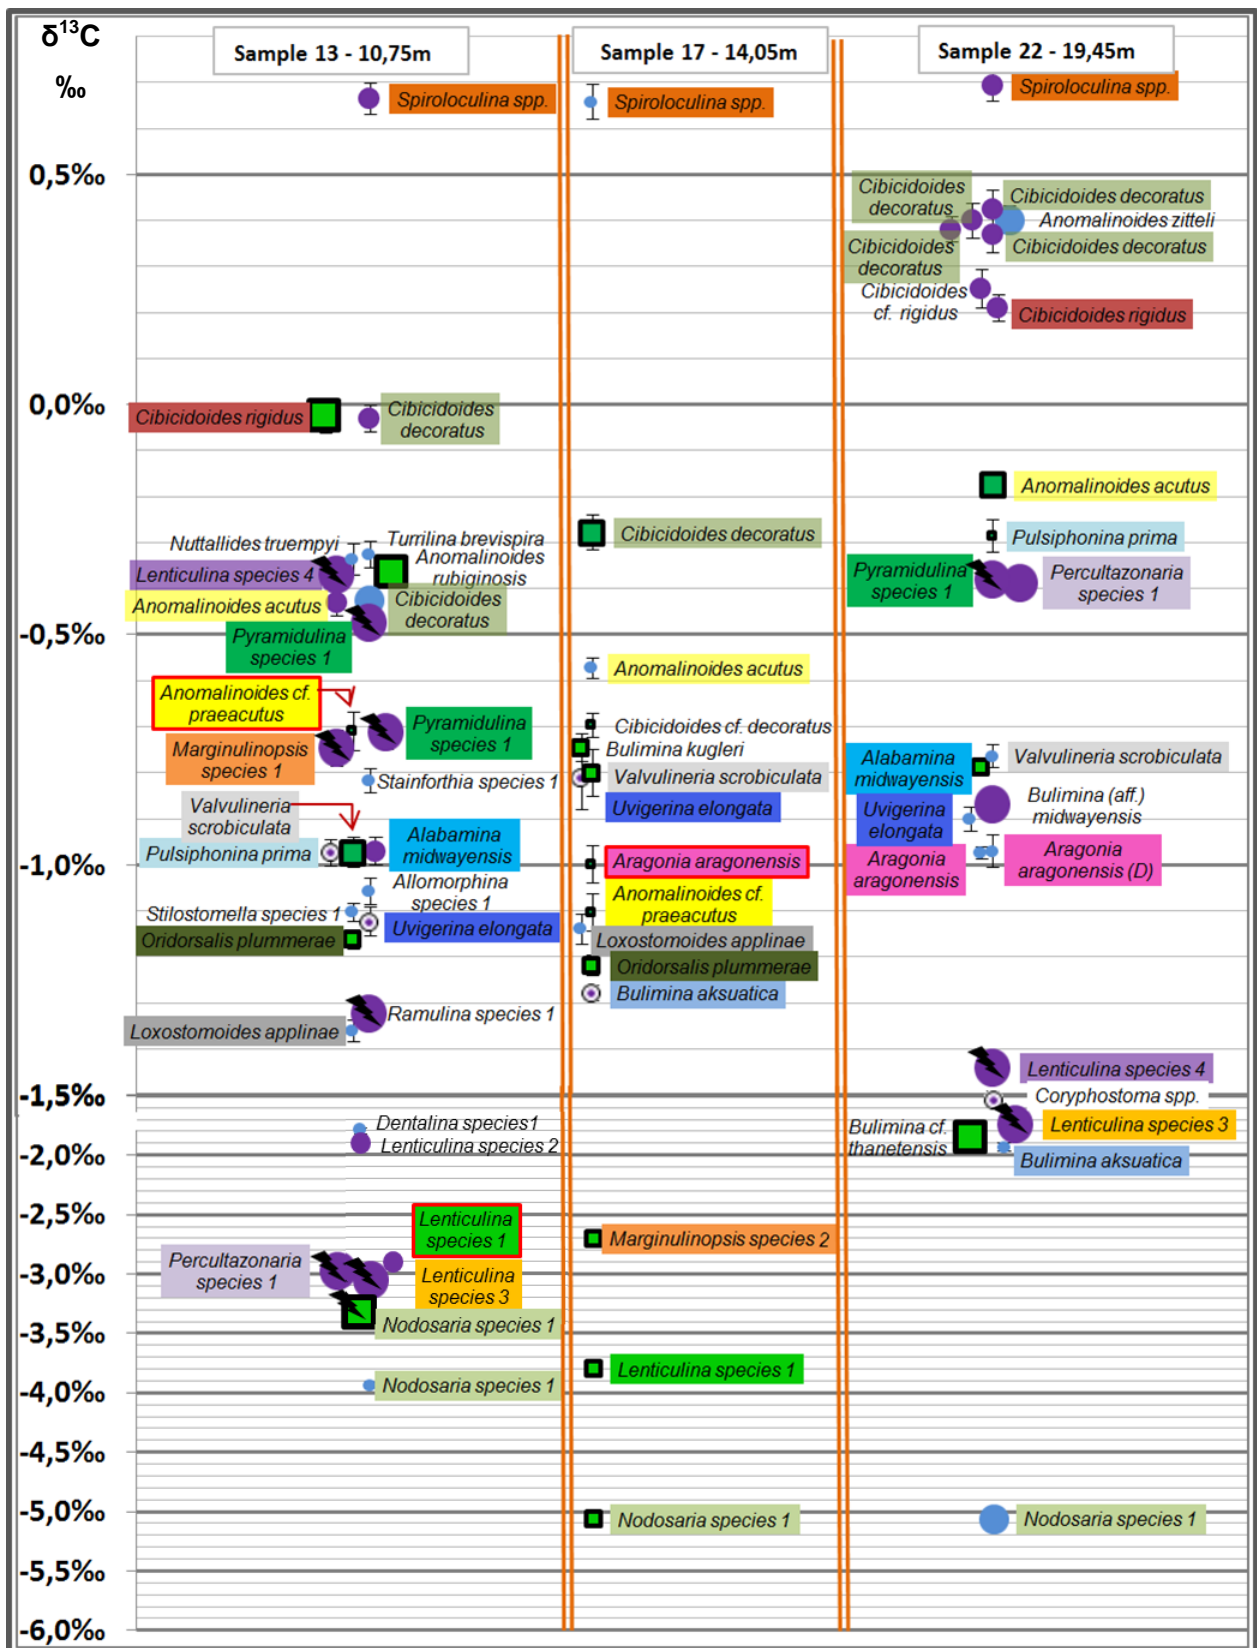 δ¹³C
‰
Sample 13 - 10,75m
Sample 17 - 14,05m
Sample 22 - 19,45m
0,5‰
0,0‰
-0,5‰
-1,0‰
-1,5‰
-2,0‰
-2,5‰
-3,0‰
-3,5‰
-4,0‰
-4,5‰
-5,0‰
-5,5‰
-6,0‰
Spiroloculina spp.
Cibicidoides rigidus
Cibicidoides
decoratus
Nuttallides truempyi
Turrilina brevispira
Lenticulina species 4
Anomalinoides
rubiginosis
Anomalinoides acutus
Cibicidoides
decoratus
Pyramidulina
species 1
Anomalinoides cf.
praeacutus
Marginulinopsis
species 1
Pyramidulina
species 1
Stainforthia species 1
Valvulineria
scrobiculata
Pulsiphonina prima
Alabamina
midwayensis
Allomorphina
species 1
Stilostomella species 1
Uvigerina elongata
Oridorsalis plummerae
Ramulina species 1
Loxostomoides applinae
Dentalina species1
Lenticulina species 2
Lenticulina
species 1
Percultazonaria
species 1
Lenticulina
species 3
Nodosaria species 1
Nodosaria species 1
Spiroloculina spp.
Cibicidoides decoratus
Anomalinoides acutus
Cibicidoides cf. decoratus
Bulimina kugleri
Valvulineria scrobiculata
Uvigerina elongata
Aragonia aragonensis
Anomalinoides cf.
praeacutus
Loxostomoides applinae
Oridorsalis plummerae
Bulimina aksuatica
Marginulinopsis species 2
Lenticulina species 1
Nodosaria species 1
Spiroloculina spp.
Cibicidoides
decoratus
Cibicidoides decoratus
Anomalinoides zitteli
Cibicidoides
decoratus
Cibicidoides decoratus
Cibicidoides
cf. rigidus
Cibicidoides rigidus
Anomalinoides acutus
Pulsiphonina prima
Pyramidulina
species 1
Percultazonaria
species 1
Alabamina
midwayensis
Valvulineria scrobiculata
Uvigerina
elongata
Bulimina (aff.)
midwayensis
Aragonia
aragonensis
Aragonia
aragonensis (D)
Lenticulina species 4
Coryphostoma spp.
Bulimina cf.
thanetensis
Lenticulina species 3
Bulimina aksuatica
Nodosaria species 1